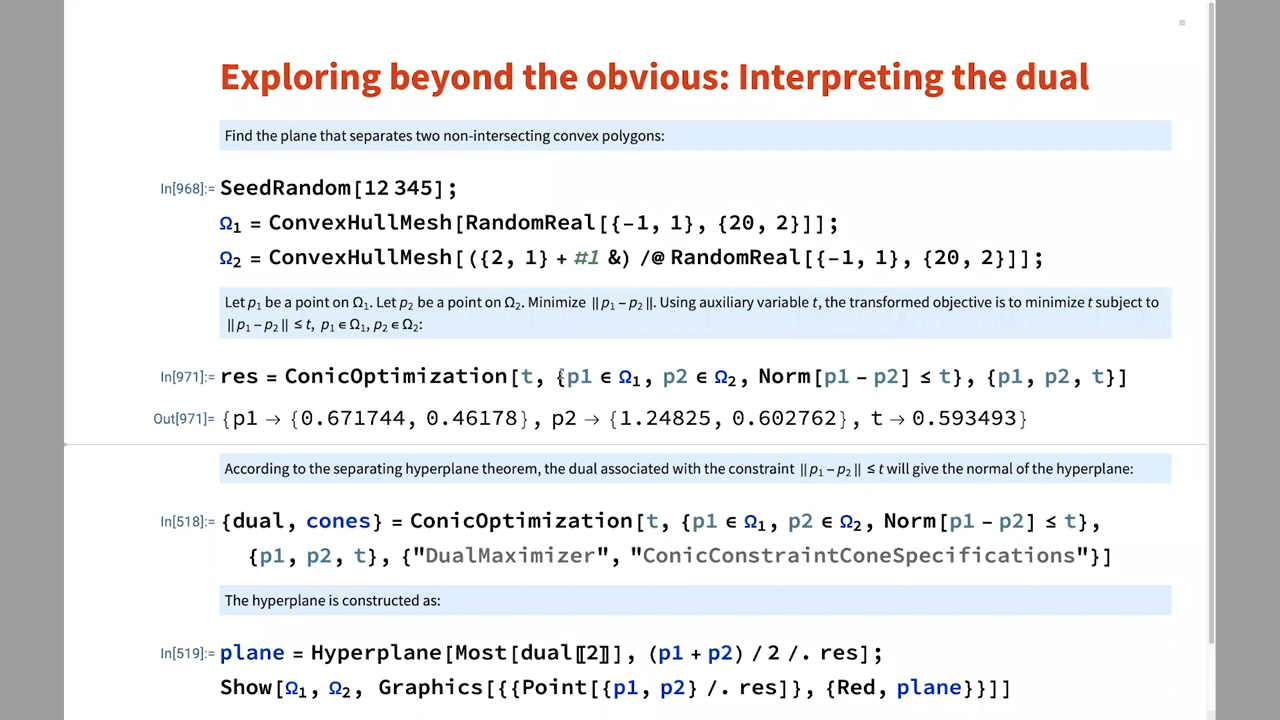 Exploring beyond the obvious: Interpreting the dual
Find the plane that separates two non-intersecting convex polygons:
In[968]:= SeedRandom[12 345];
Ω₁ = ConvexHullMesh[RandomReal[{-1, 1}, {20, 2}]];
Ω₂ = ConvexHullMesh[({2, 1} + #1 &) /@ RandomReal[{-1, 1}, {20, 2}]];
Let p₁ be a point on Ω₁. Let p₂ be a point on Ω₂. Minimize ‖p₁ – p₂‖. Using auxiliary variable t, the transformed objective is to minimize t subject to
‖p₁ – p₂‖ ≤ t, p₁ ∈ Ω₁, p₂ ∈ Ω₂:
In[971]:= res = ConicOptimization[t, {p1 ∈ Ω₁, p2 ∈ Ω₂, Norm[p1 - p2] ≤ t}, {p1, p2, t}]
Out[971]= {p1 → {0.671744, 0.46178}, p2 → {1.24825, 0.602762}, t → 0.593493}
According to the separating hyperplane theorem, the dual associated with the constraint ‖p₁ – p₂‖ ≤ t will give the normal of the hyperplane:
In[518]:= {dual, cones} = ConicOptimization[t, {p1 ∈ Ω₁, p2 ∈ Ω₂, Norm[p1 - p2] ≤ t},
{p1, p2, t}, {"DualMaximizer", "ConicConstraintConeSpecifications"}]
The hyperplane is constructed as:
In[519]:= plane = Hyperplane[Most[dual〚2〛], (p1 + p2) / 2 /. res];
Show[Ω₁, Ω₂, Graphics[{{Point[{p1, p2} /. res]}, {Red, plane}}]]